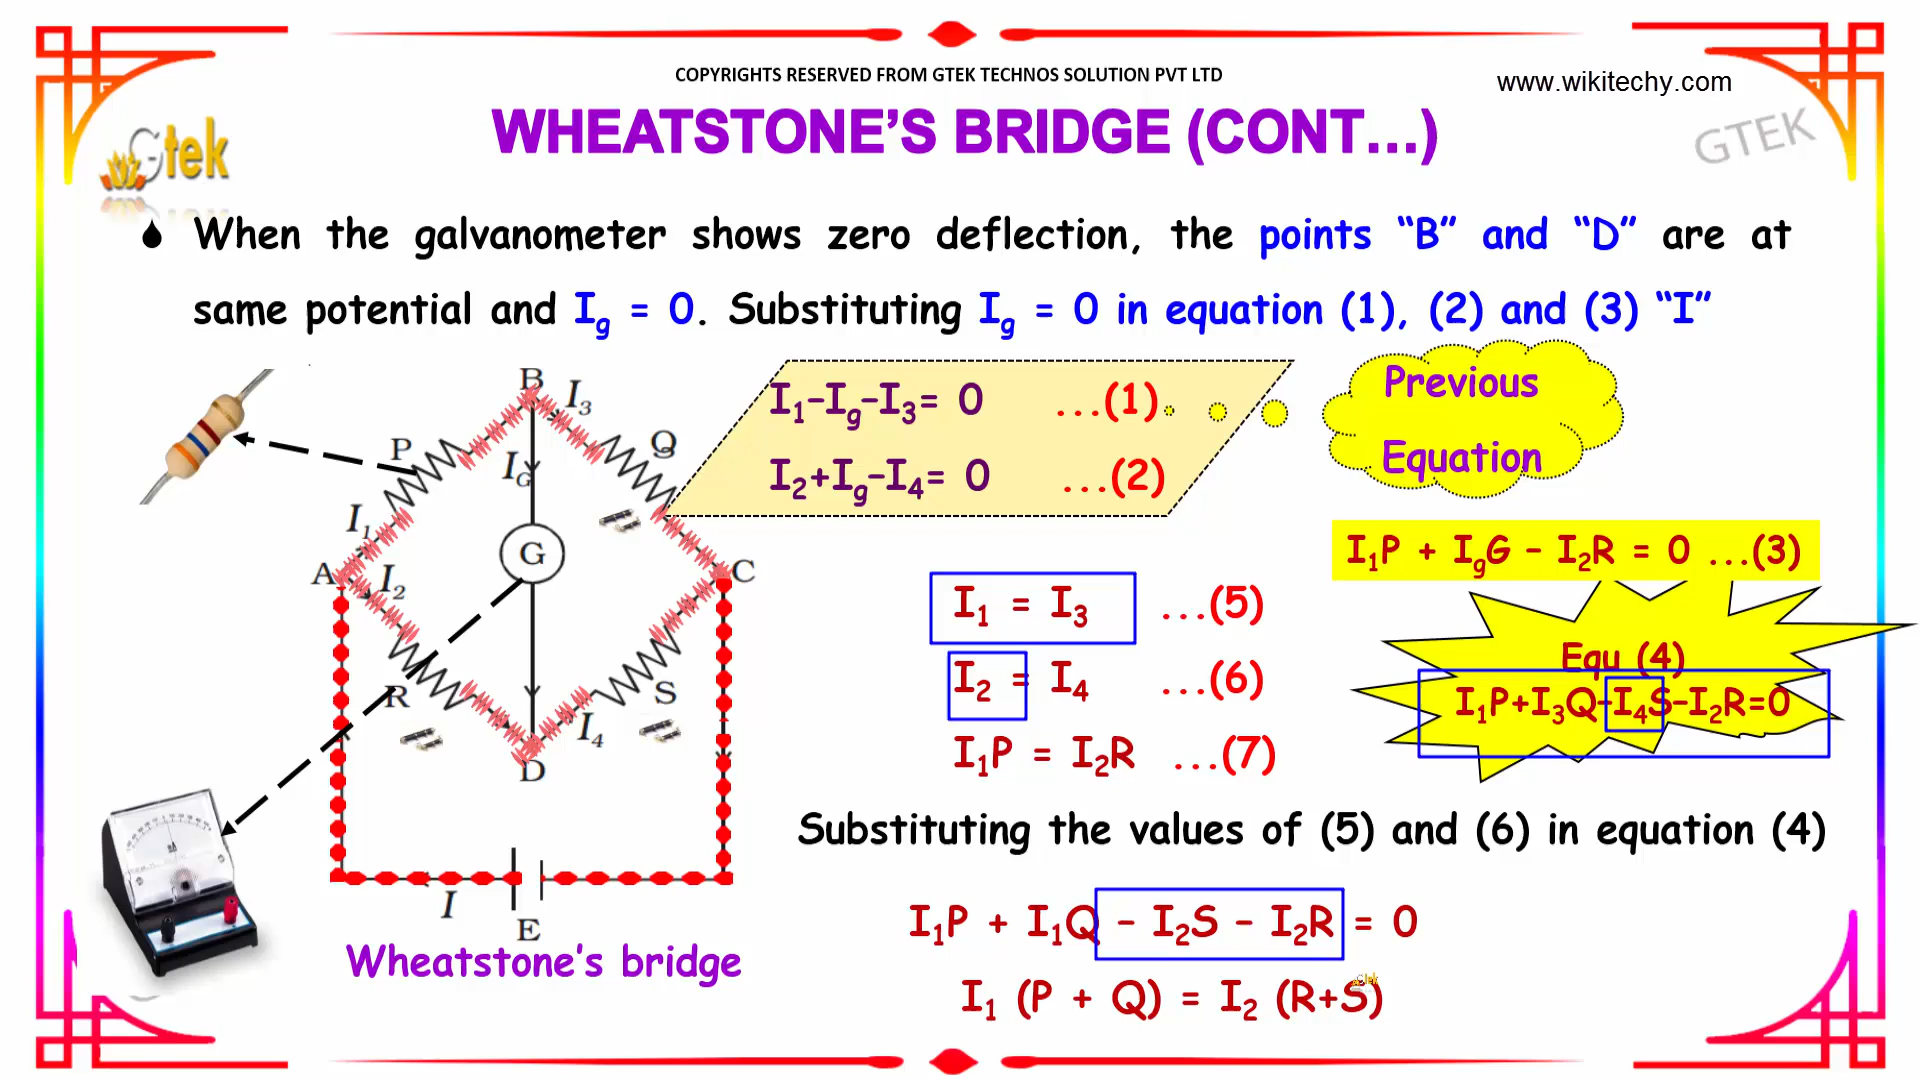 COPYRIGHTS RESERVED FROM GTEK TECHNOS SOLUTION PVT LTD
www.wikitechy.com
WHEATSTONE’S BRIDGE (CONT…)
Gtek
GTEK
When the galvanometer shows zero deflection, the points “B” and “D” are at
same potential and Ig = 0. Substituting Ig = 0 in equation (1), (2) and (3) “I”
I₁–Ig–I₃= 0 ...(1)
I₂+Ig–I₄= 0 ...(2)
Previous
Equation
I₁P + IgG – I₂R = 0 ...(3)
Equ (4)
I₁P+I₃Q–I₄S–I₂R=0
I₁ = I₃ ...(5)
I₂ = I₄ ...(6)
I₁P = I₂R ...(7)
Substituting the values of (5) and (6) in equation (4)
I₁P + I₁Q – I₂S – I₂R = 0
I₁ (P + Q) = I₂ (R+S)
B
I₃
P
Q
IG
I₁
G
A
C
I₂
R
S
I₄
D
I
E
Wheatstone’s bridge